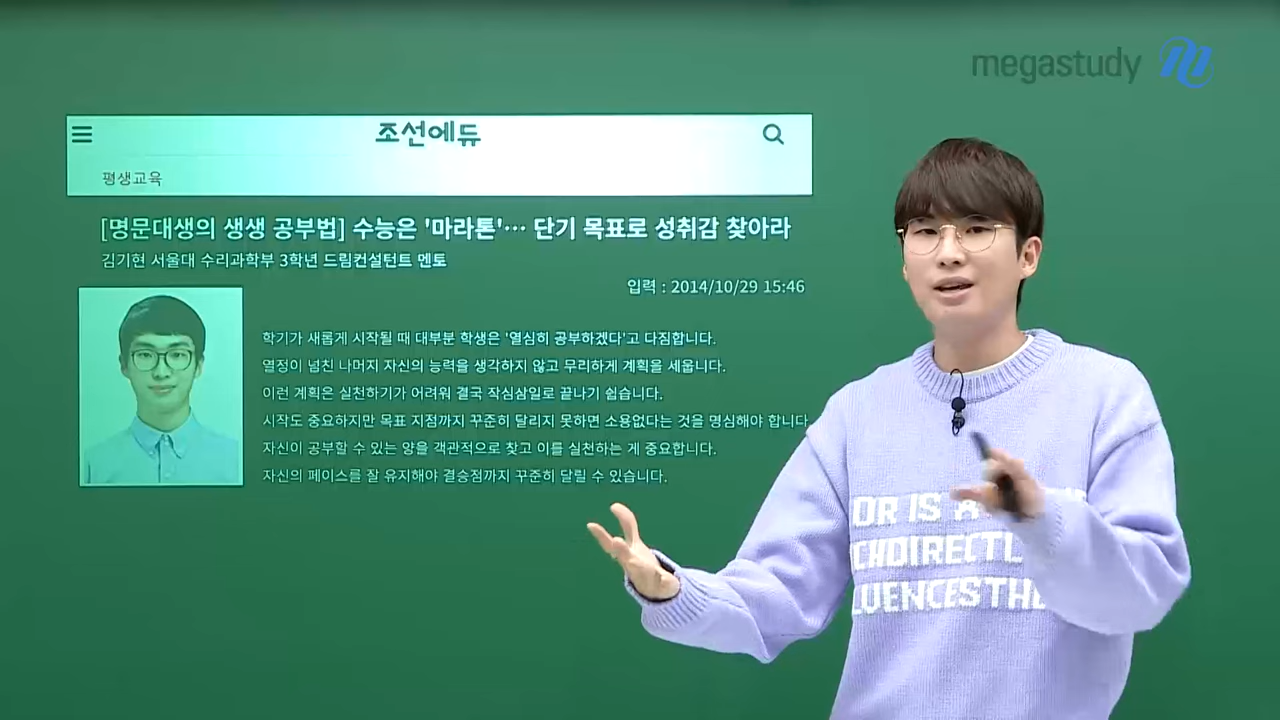 megastudy
조선에듀
평생교육
[명문대생의 생생 공부법] 수능은 '마라톤'… 단기 목표로 성취감 찾아라
김기현 서울대 수리과학부 3학년 드림컨설턴트 멘토
입력 : 2014/10/29 15:46
학기가 새롭게 시작될 때 대부분 학생은 '열심히 공부하겠다'고 다짐합니다.
열정이 넘친 나머지 자신의 능력을 생각하지 않고 무리하게 계획을 세웁니다.
이런 계획은 실천하기가 어려워 결국 작심삼일로 끝나기 쉽습니다.
시작도 중요하지만 목표 지점까지 꾸준히 달리지 못하면 소용없다는 것을 명심해야 합니다
자신이 공부할 수 있는 양을 객관적으로 찾고 이를 실천하는 게 중요합니다.
자신의 페이스를 잘 유지해야 결승점까지 꾸준히 달릴 수 있습니다.
OR IS A
CHDIRECTL
LUENCESTHE